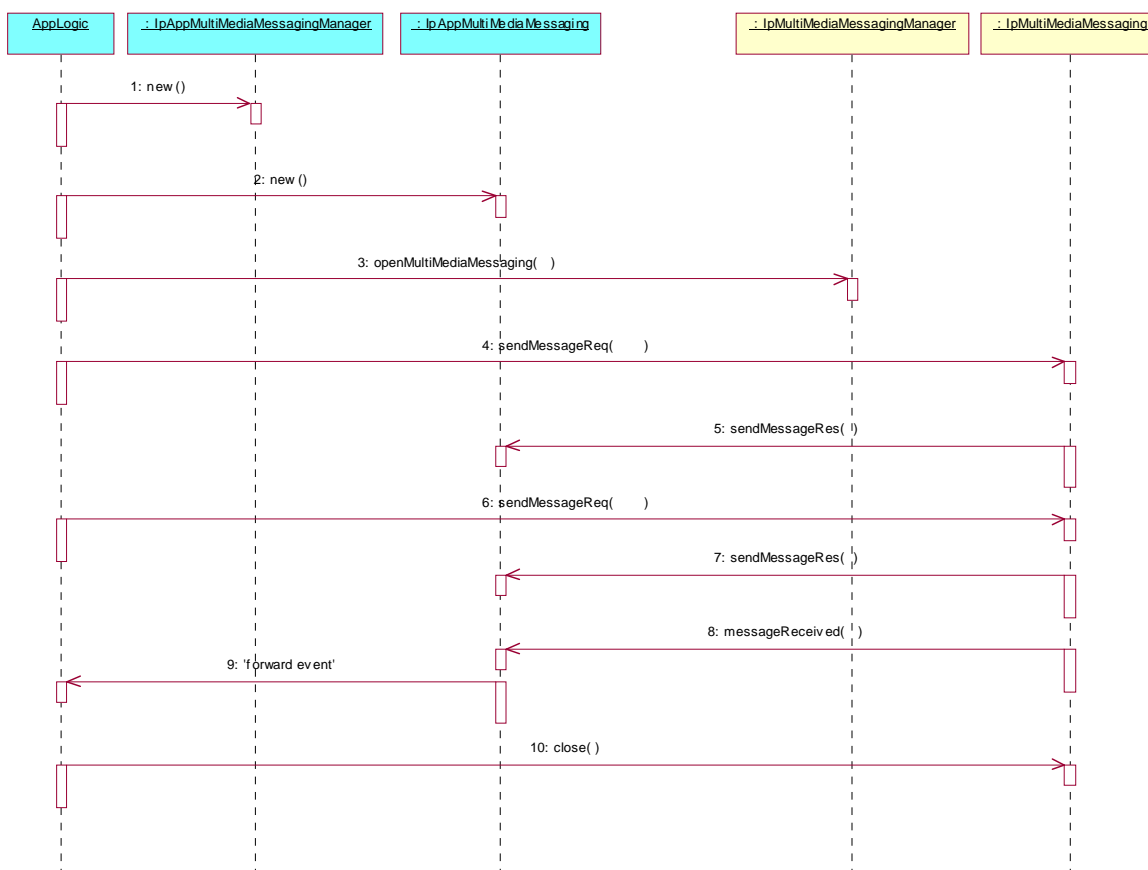 AppLogic
: IpAppMultiMediaMessagingManager
: IpAppMultiMediaMessaging
: IpMultiMediaMessagingManager
: IpMultiMediaMessaging
1: new()
2: new()
3: openMultiMediaMessaging( )
4: sendMessageReq( )
5: sendMessageRes( )
6: sendMessageReq( )
7: sendMessageRes( )
8: messageReceived( )
9: 'forward event'
10: close( )